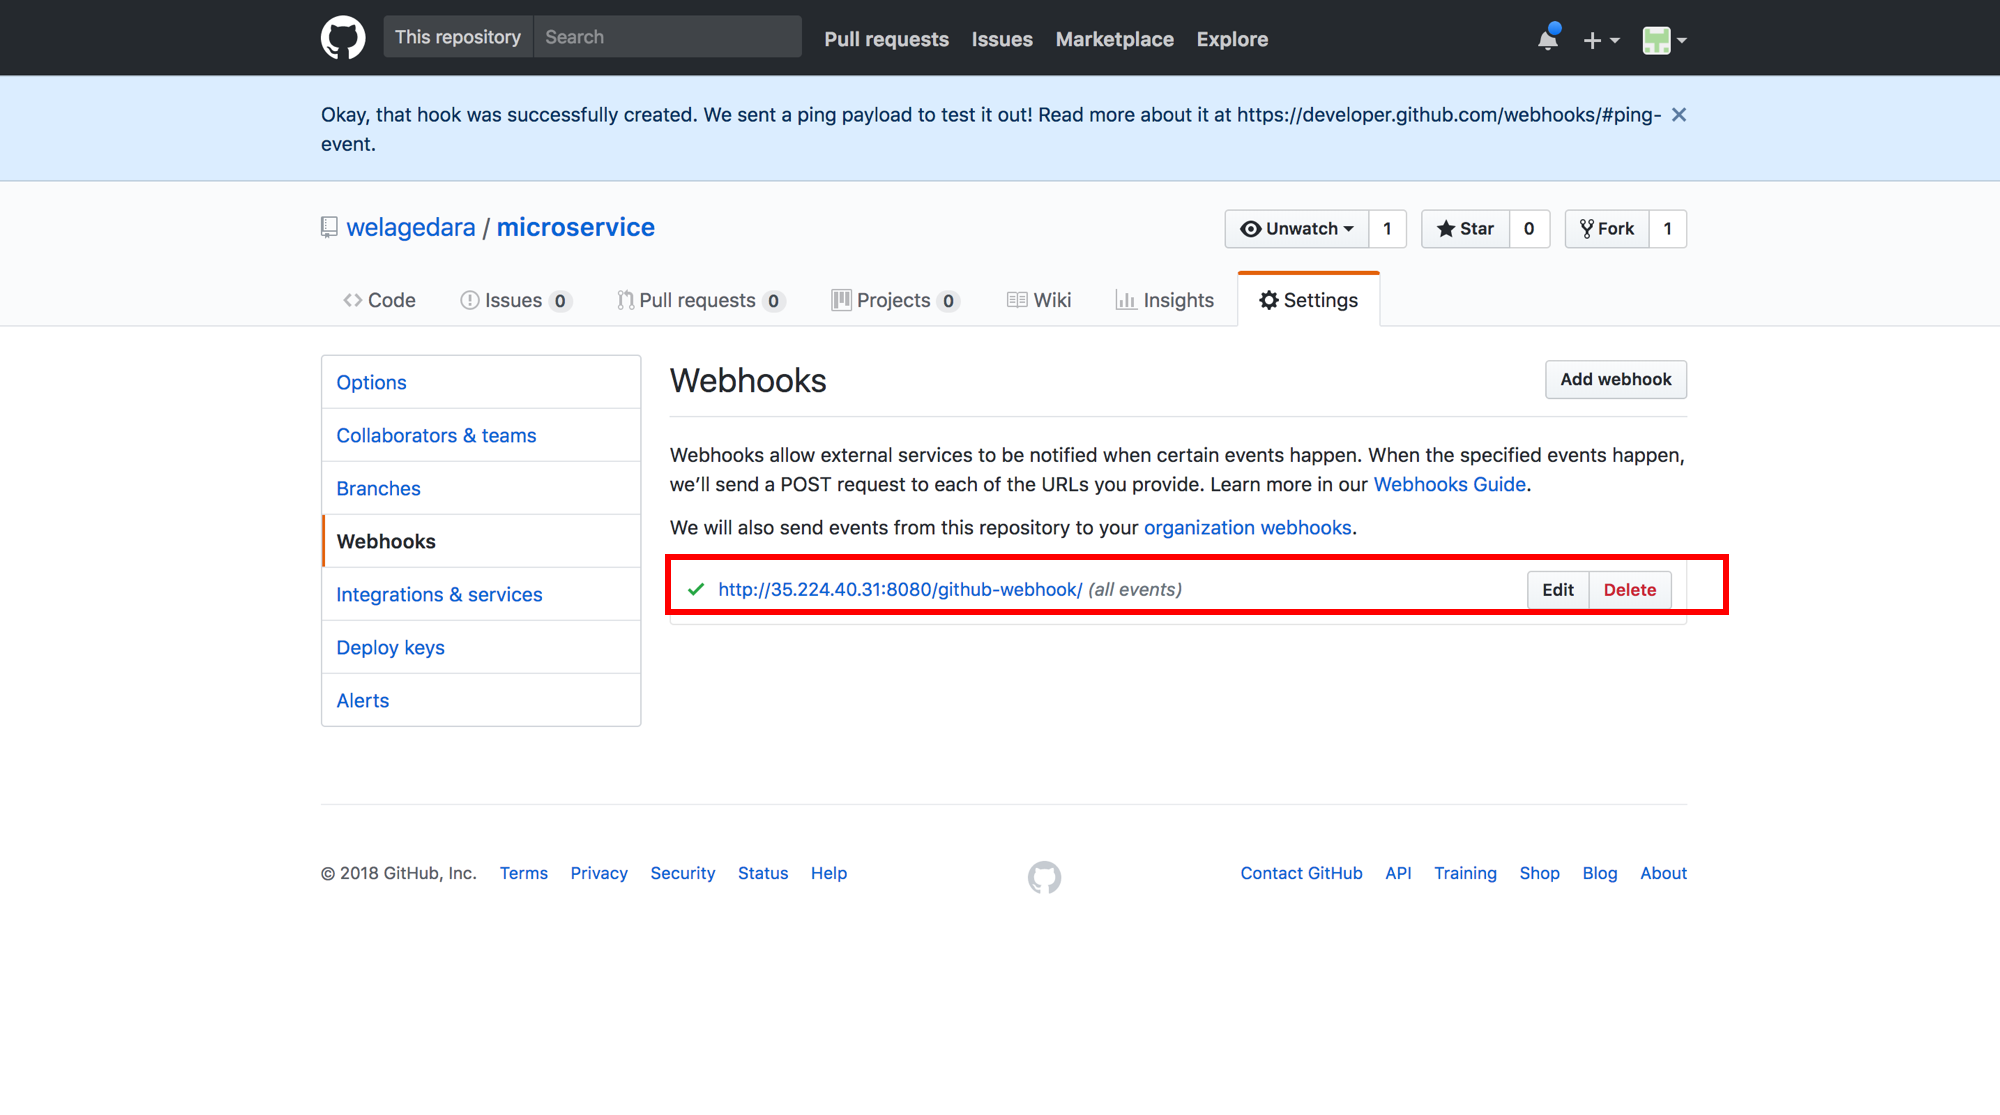 This repository Search Pull requests Issues Marketplace Explore
Okay, that hook was successfully created. We sent a ping payload to test it out! Read more about it at https://developer.github.com/webhooks/#ping-
event.
welagedara / microservice
Unwatch 1 Star 0 Fork 1
Code Issues 0 Pull requests 0 Projects 0 Wiki Insights Settings
Options
Collaborators & teams
Branches
Webhooks
Integrations & services
Deploy keys
Alerts
Webhooks
Add webhook
Webhooks allow external services to be notified when certain events happen. When the specified events happen,
we’ll send a POST request to each of the URLs you provide. Learn more in our Webhooks Guide.
We will also send events from this repository to your organization webhooks.
http://35.224.40.31:8080/github-webhook/ (all events) Edit Delete
© 2018 GitHub, Inc. Terms Privacy Security Status Help Contact GitHub API Training Shop Blog About